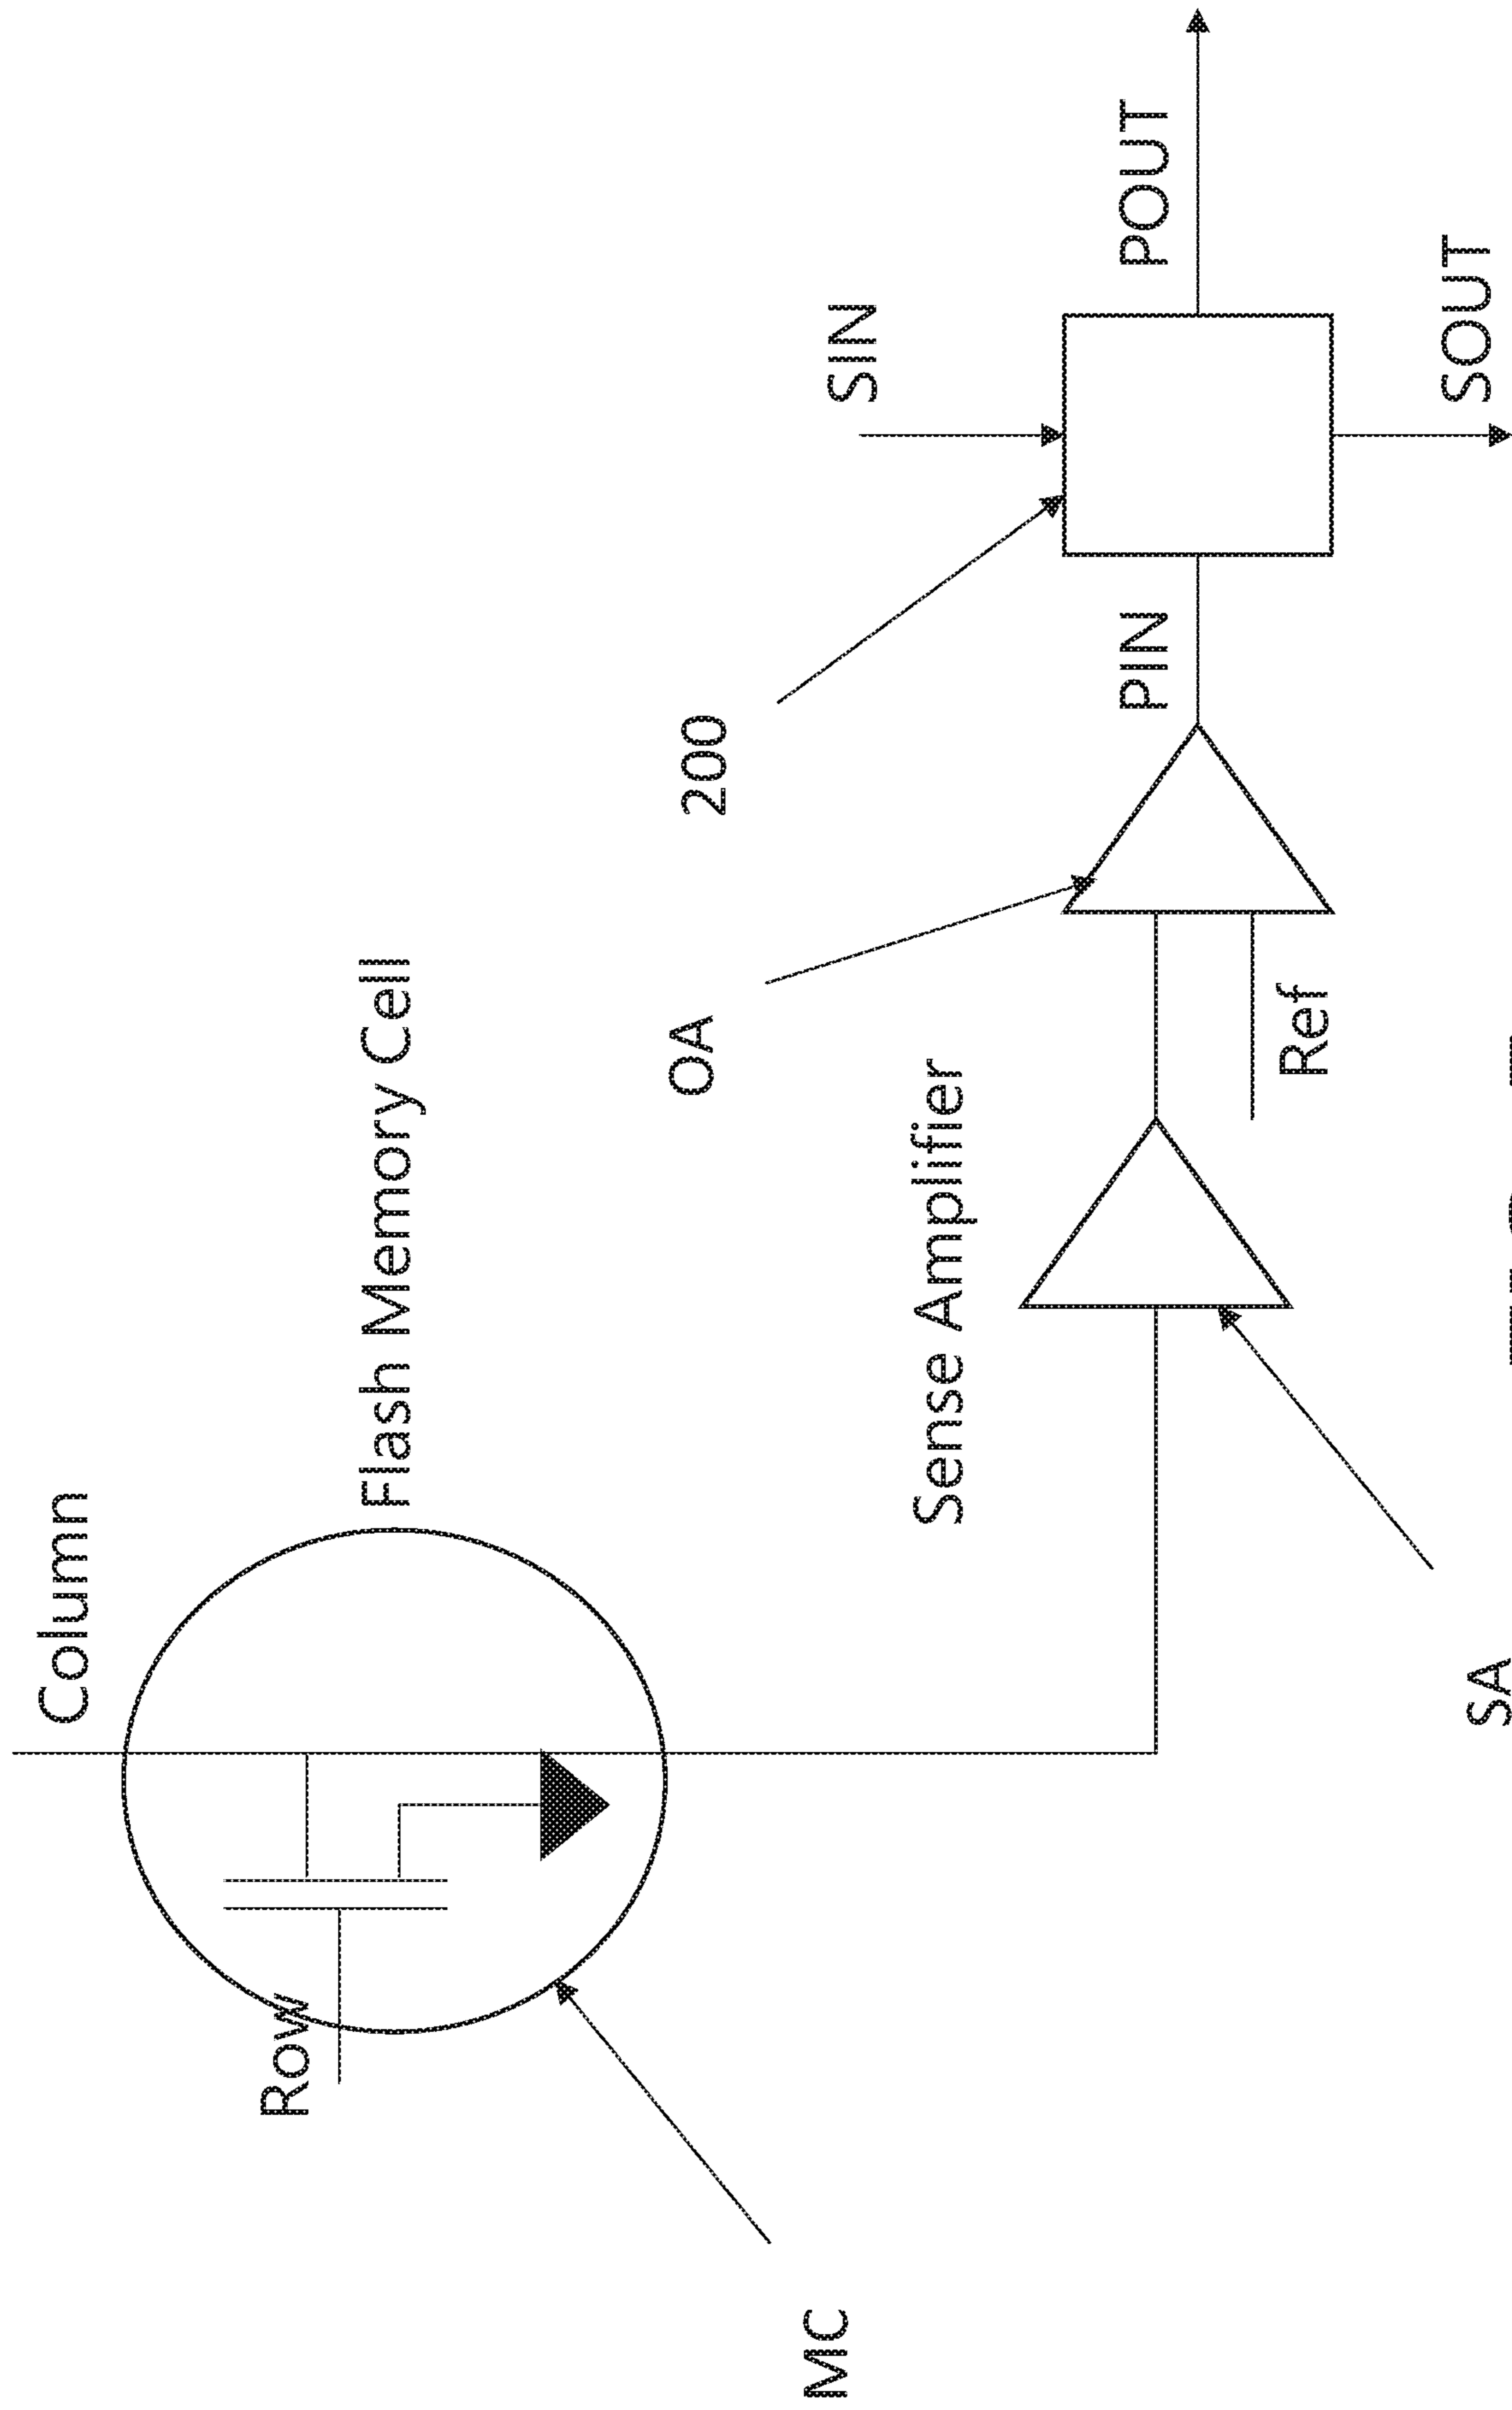 Column
Row
Flash Memory Cell
MC
OA
200
SIN
Sense Amplifier
PIN
POUT
Ref
SA
SOUT